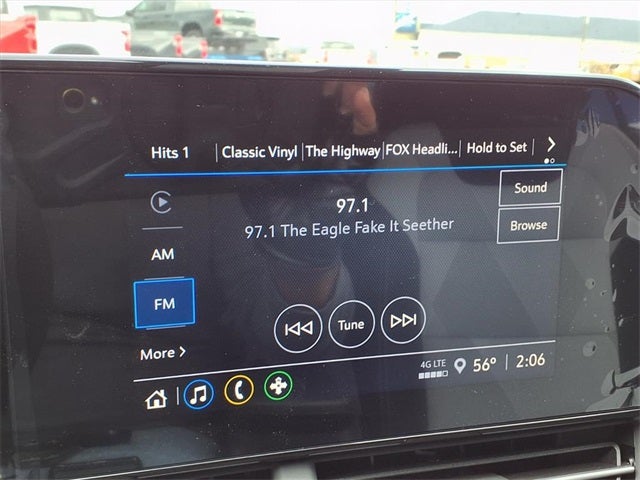 Hits 1 Classic Vinyl The Highway FOX Headli... Hold to Set
Sound
97.1
97.1 The Eagle Fake It Seether
Browse
AM
FM
Tune
More
4G LTE 56° 2:06